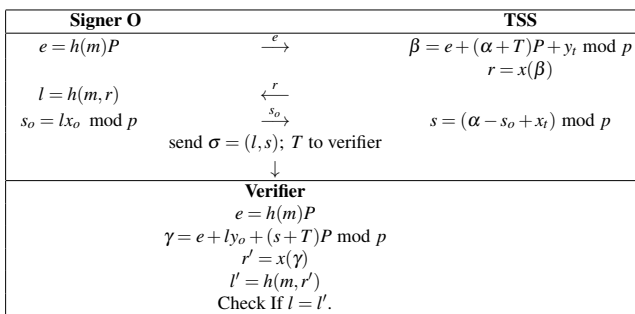 Signer O TSS
e = h(m)P e→ β = e + (α + T)P + y_t mod p
r = x(β)
l = h(m, r) r←
s_o = lx_o mod p s_o→ s = (α − s_o + x_t) mod p
send σ = (l, s); T to verifier
↓
Verifier
e = h(m)P
γ = e + ly_o + (s + T)P mod p
r′ = x(γ)
l′ = h(m, r′)
Check If l = l′.